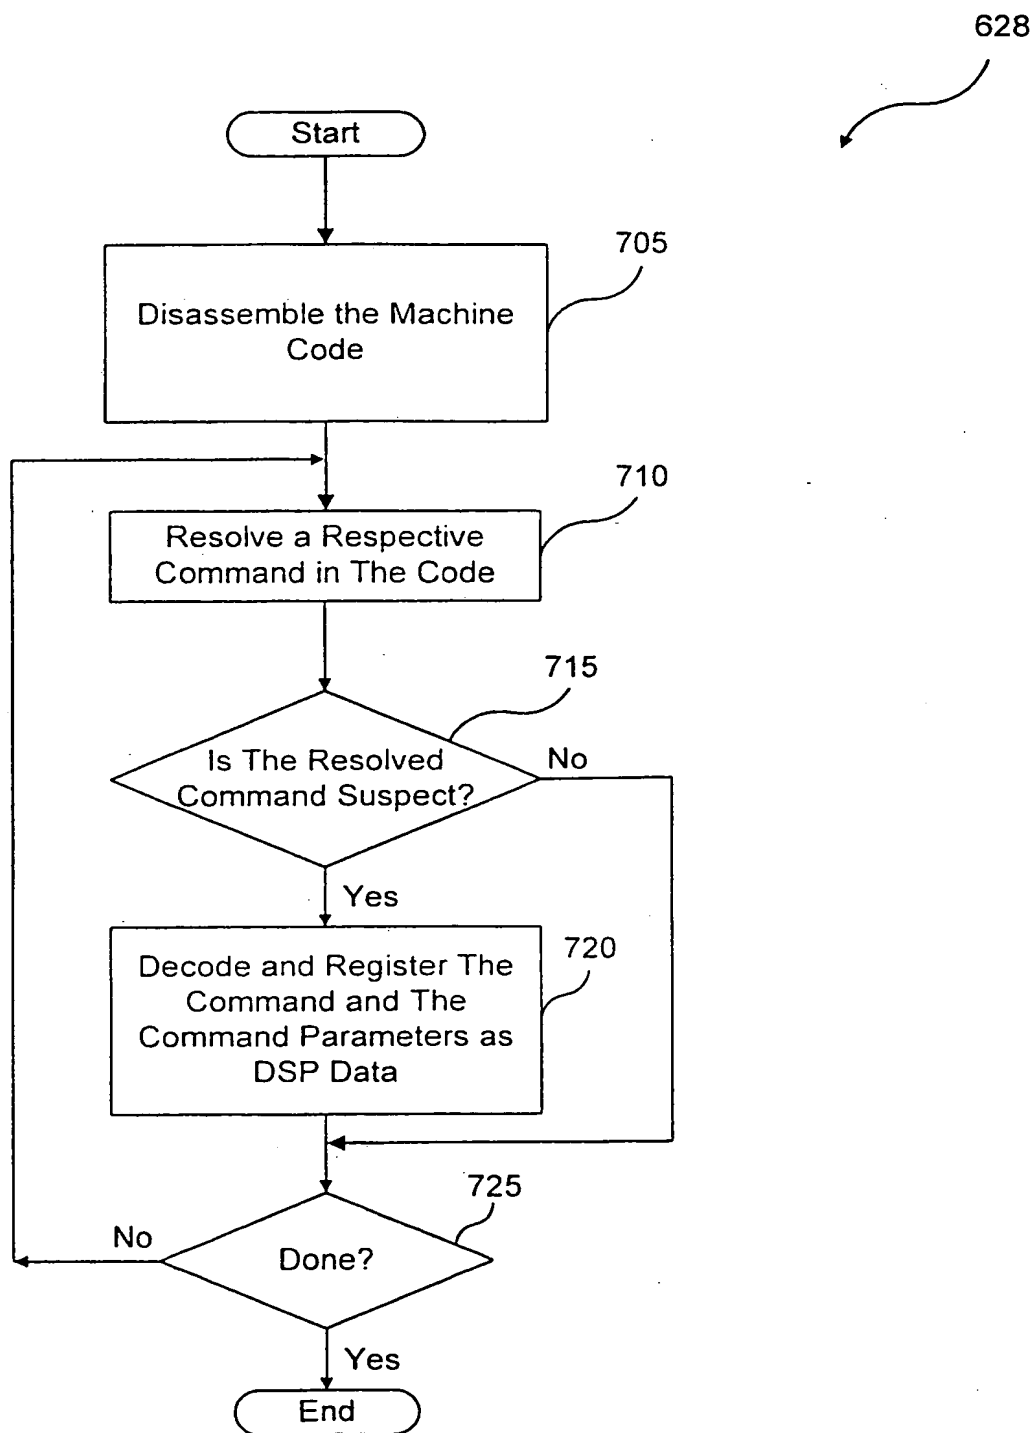 628
Start
705
Disassemble the Machine
Code
710
Resolve a Respective
Command in The Code
715
Is The Resolved
Command Suspect?
No
Yes
720
Decode and Register The
Command and The
Command Parameters as
DSP Data
725
No
Done?
Yes
End